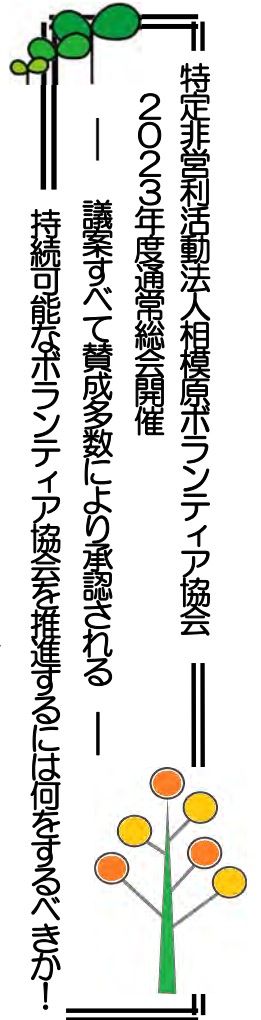 特定非営利活動法人相模原ボランティア協会
２０２３年度通常総会開催
― 議案すべて賛成多数により承認される ―
持続可能なボランティア協会を推進するには何をするべきか！